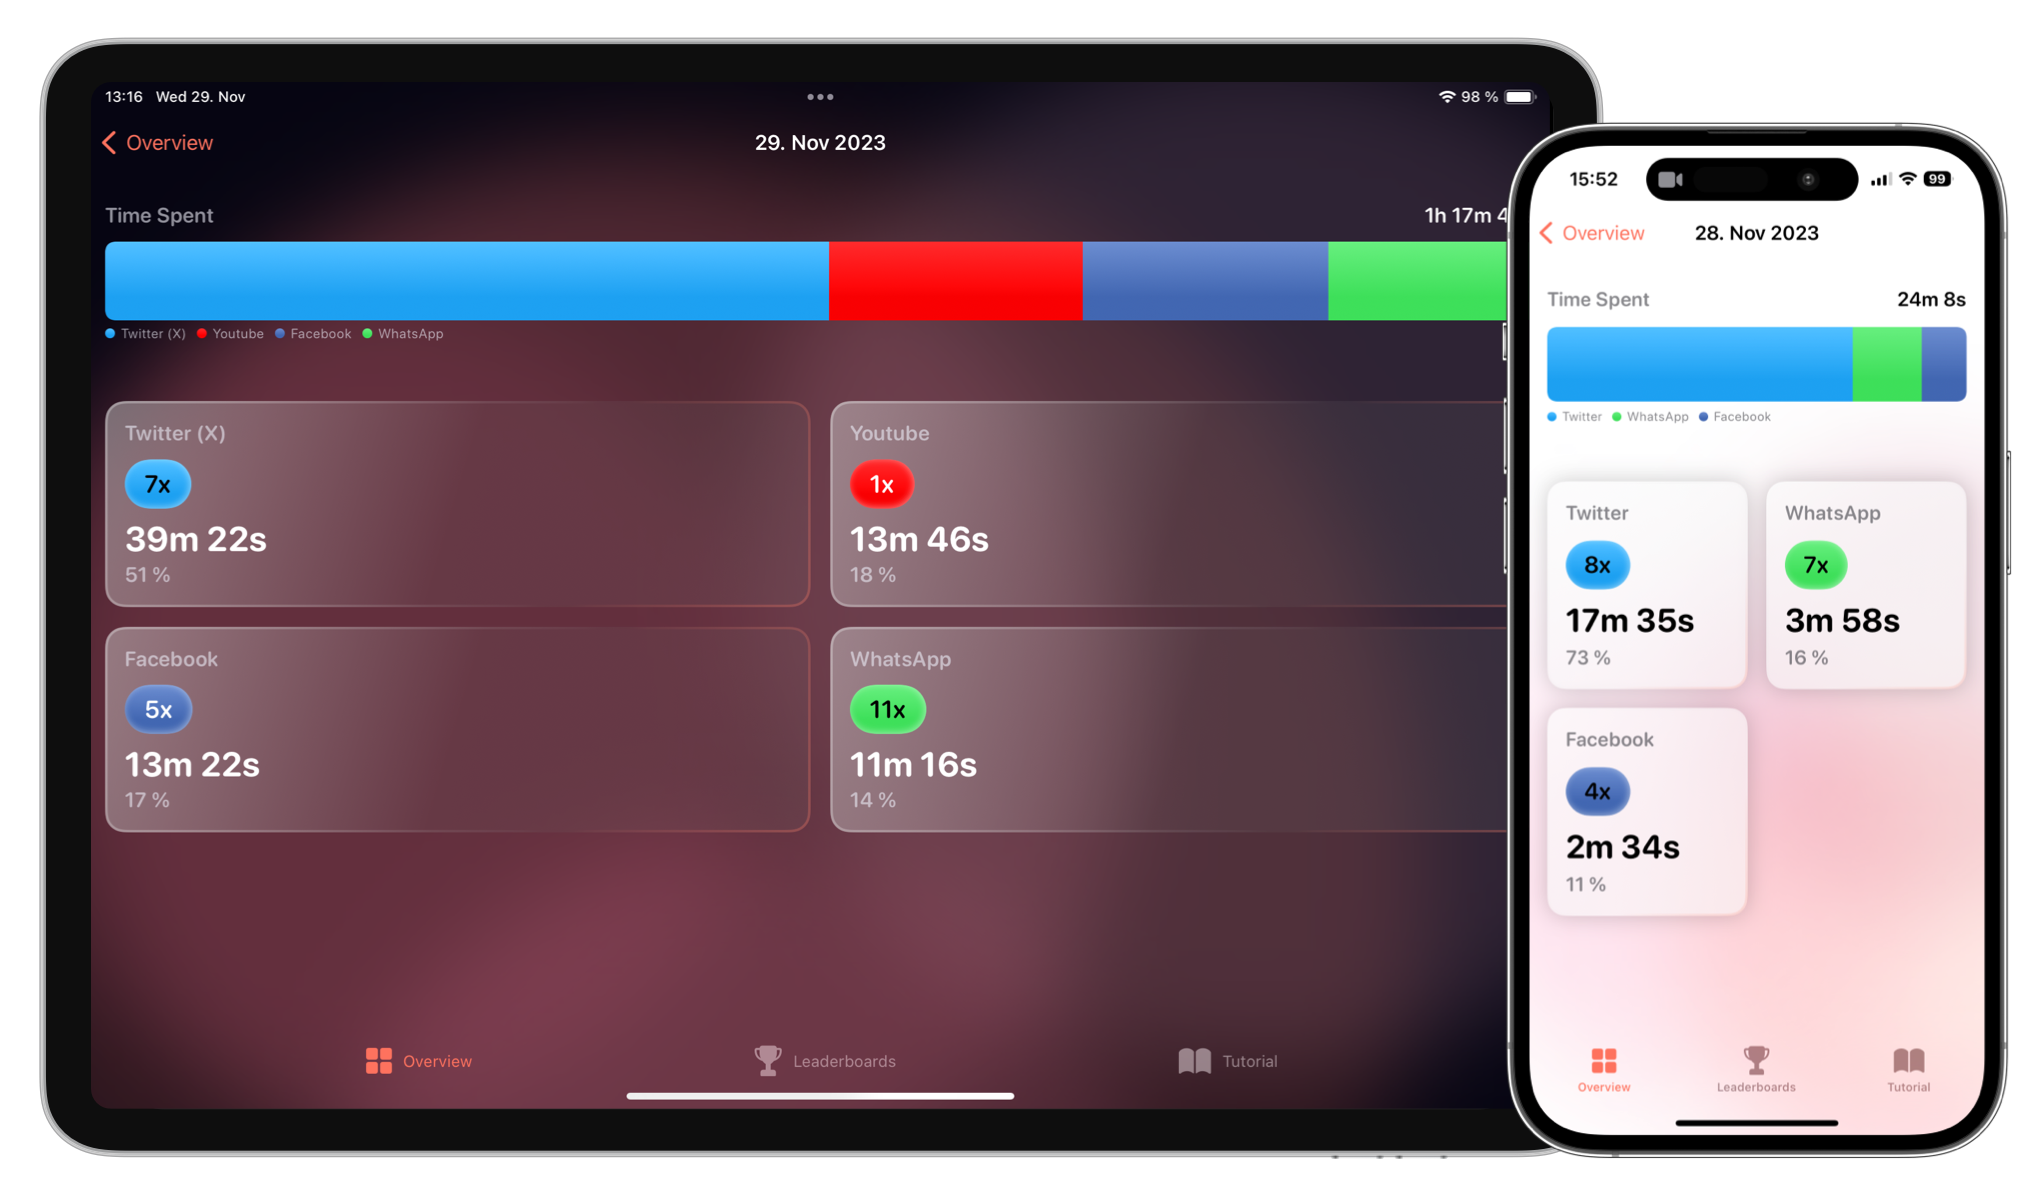 13:16 Wed 29. Nov
98 %
Overview
29. Nov 2023
Time Spent
1h 17m
Twitter (X) Youtube Facebook WhatsApp
Twitter (X)
7x
39m 22s
51 %
Youtube
1x
13m 46s
18 %
Facebook
5x
13m 22s
17 %
WhatsApp
11x
11m 16s
14 %
Overview
Leaderboards
Tutorial
15:52
99
Overview
28. Nov 2023
Time Spent
24m 8s
Twitter WhatsApp Facebook
Twitter
8x
17m 35s
73 %
WhatsApp
7x
3m 58s
16 %
Facebook
4x
2m 34s
11 %
Overview
Leaderboards
Tutorial